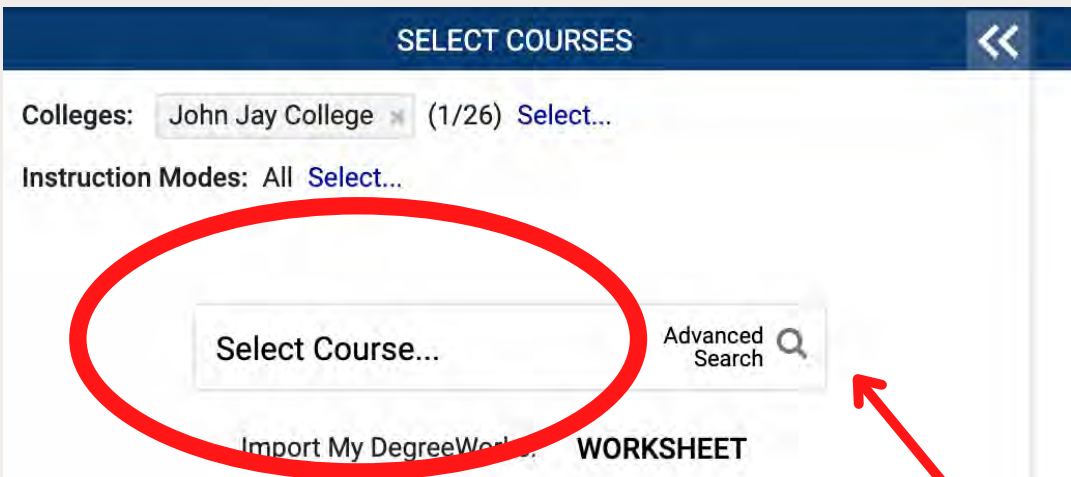 SELECT COURSES
Colleges: John Jay College × (1/26) Select...
Instruction Modes: All Select...
Select Course...
Advanced
Search
Import My DegreeWorks: WORKSHEET